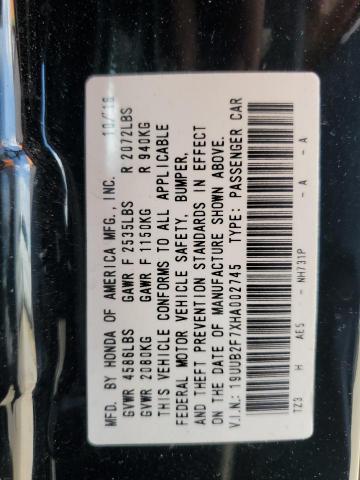 MFD. BY HONDA OF AMERICA MFG., INC. 10/16
GVWR 4586LBS GAWR F 2535LBS R 2072LBS
GVWR 2080KG GAWR F 1150KG R 940KG
THIS VEHICLE CONFORMS TO ALL APPLICABLE
FEDERAL MOTOR VEHICLE SAFETY, BUMPER,
AND THEFT PREVENTION STANDARDS IN EFFECT
ON THE DATE OF MANUFACTURE SHOWN ABOVE.
V.I.N.: 19UUB2F7XHA002745 TYPE: PASSENGER CAR
TZ3 H AE5 - NH731P - A - A